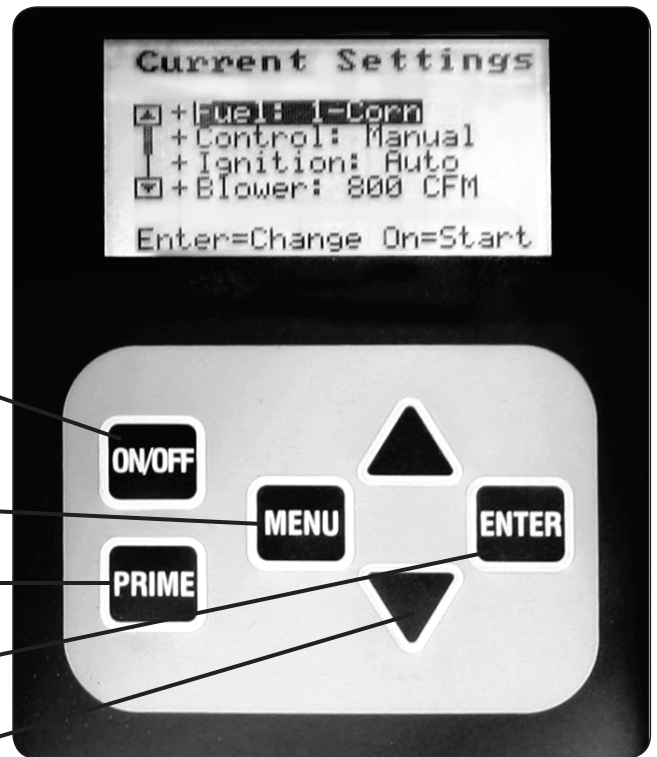 Current Settings
+Fuel: 1-Corn
+Control: Manual
+Ignition: Auto
+Blower: 800 CFM
Enter=Change On=Start
ON/OFF
MENU
ENTER
PRIME